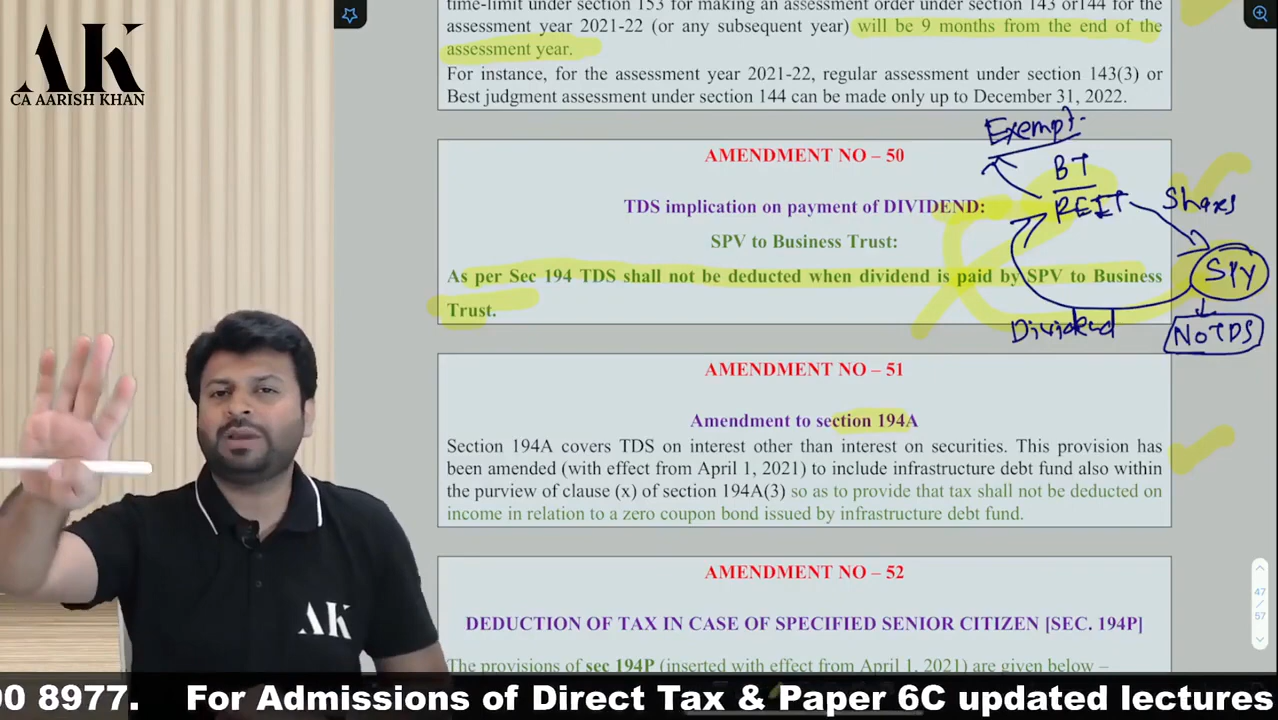 AK
CA AARISH KHAN
time-limit under section 153 for making an assessment order under section 143 or144 for the
assessment year 2021-22 (or any subsequent year) will be 9 months from the end of the
assessment year.
For instance, for the assessment year 2021-22, regular assessment under section 143(3) or
Best judgment assessment under section 144 can be made only up to December 31, 2022.
AMENDMENT NO – 50
TDS implication on payment of DIVIDEND:
SPV to Business Trust:
As per Sec 194 TDS shall not be deducted when dividend is paid by SPV to Business
Trust.
Exempt
BT
REIT
Shares
SPV
Dividend
No TDS
AMENDMENT NO – 51
Amendment to section 194A
Section 194A covers TDS on interest other than interest on securities. This provision has
been amended (with effect from April 1, 2021) to include infrastructure debt fund also within
the purview of clause (x) of section 194A(3) so as to provide that tax shall not be deducted on
income in relation to a zero coupon bond issued by infrastructure debt fund.
AMENDMENT NO – 52
DEDUCTION OF TAX IN CASE OF SPECIFIED SENIOR CITIZEN [SEC. 194P]
The provisions of sec 194P (inserted with effect from April 1, 2021) are given below –
47
/
57
AK
00 8977. For Admissions of Direct Tax & Paper 6C updated lectures